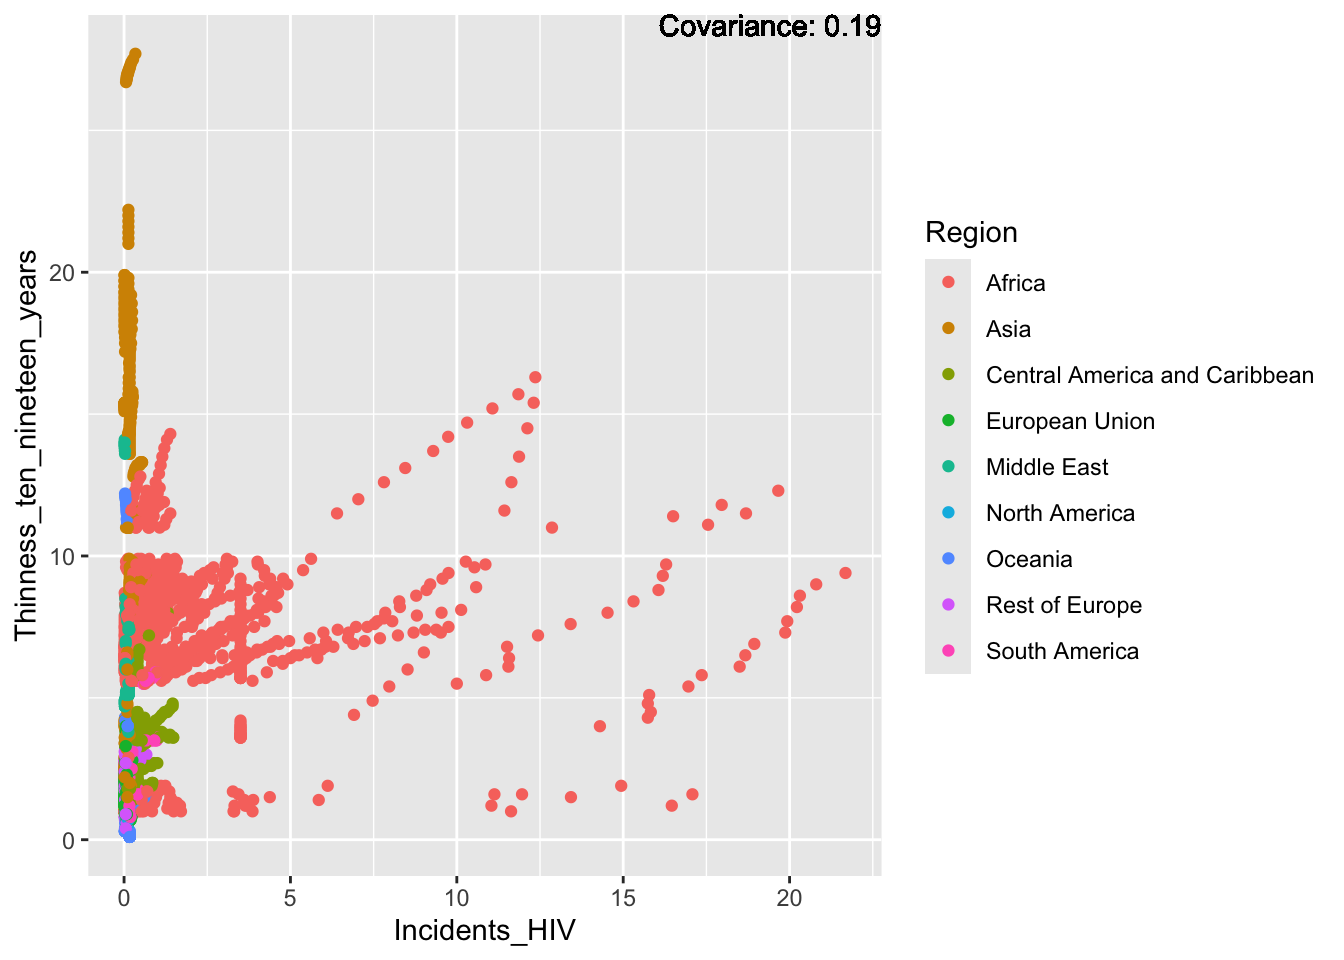 Covariance: 0.19
Thinness_ten_nineteen_years
20
10
0
0 5 10 15 20
Incidents_HIV
Region
Africa
Asia
Central America and Caribbean
European Union
Middle East
North America
Oceania
Rest of Europe
South America